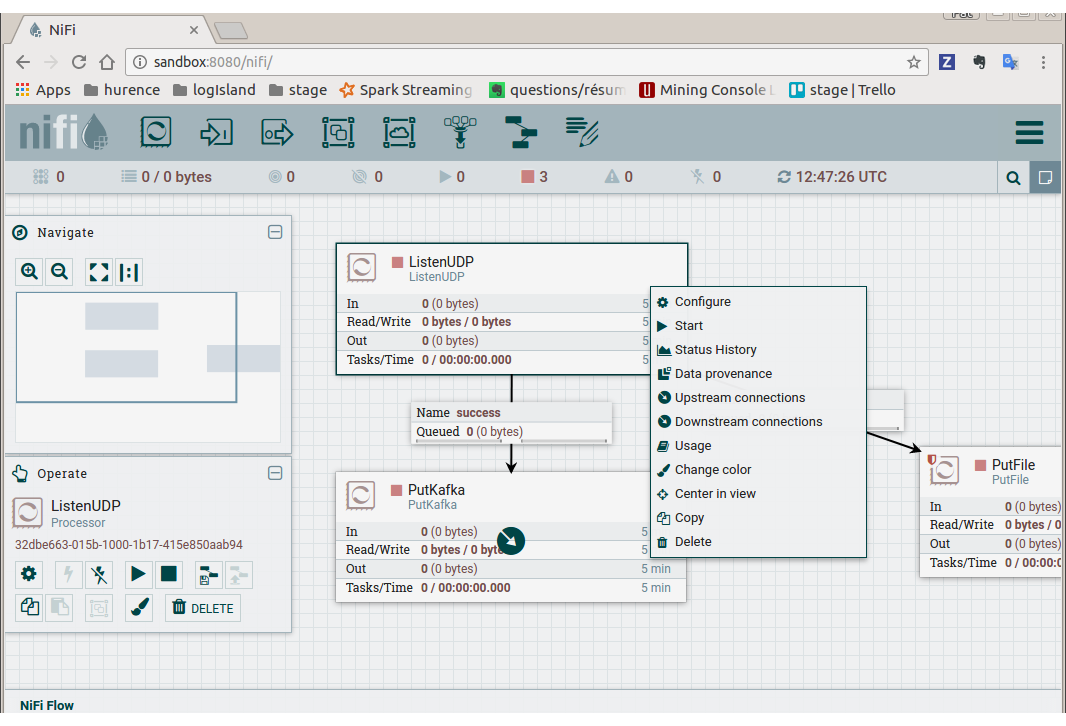 NiFi
sandbox:8080/nifi/
Apps hurence logIsland stage Spark Streaming questions/résum Mining Console stage | Trello
nifi
0 0 / 0 bytes 0 0 0 3 0 0 12:47:26 UTC
Navigate
Operate
ListenUDP
Processor
32dbe663-015b-1000-1b17-415e850aab94
DELETE
ListenUDP
ListenUDP
In 0 (0 bytes) 5
Read/Write 0 bytes / 0 bytes 5
Out 0 (0 bytes) 5
Tasks/Time 0 / 00:00:00.000 5
Name success
Queued 0 (0 bytes)
PutKafka
PutKafka
In 0 (0 bytes) 5
Read/Write 0 bytes / 0 byte 5
Out 0 (0 bytes) 5 min
Tasks/Time 0 / 00:00:00.000 5 min
Configure
Start
Status History
Data provenance
Upstream connections
Downstream connections
Usage
Change color
Center in view
Copy
Delete
PutFile
PutFile
In 0 (0 bytes)
Read/Write 0 bytes / 0
Out 0 (0 bytes)
Tasks/Time 0 / 00:00:0
NiFi Flow